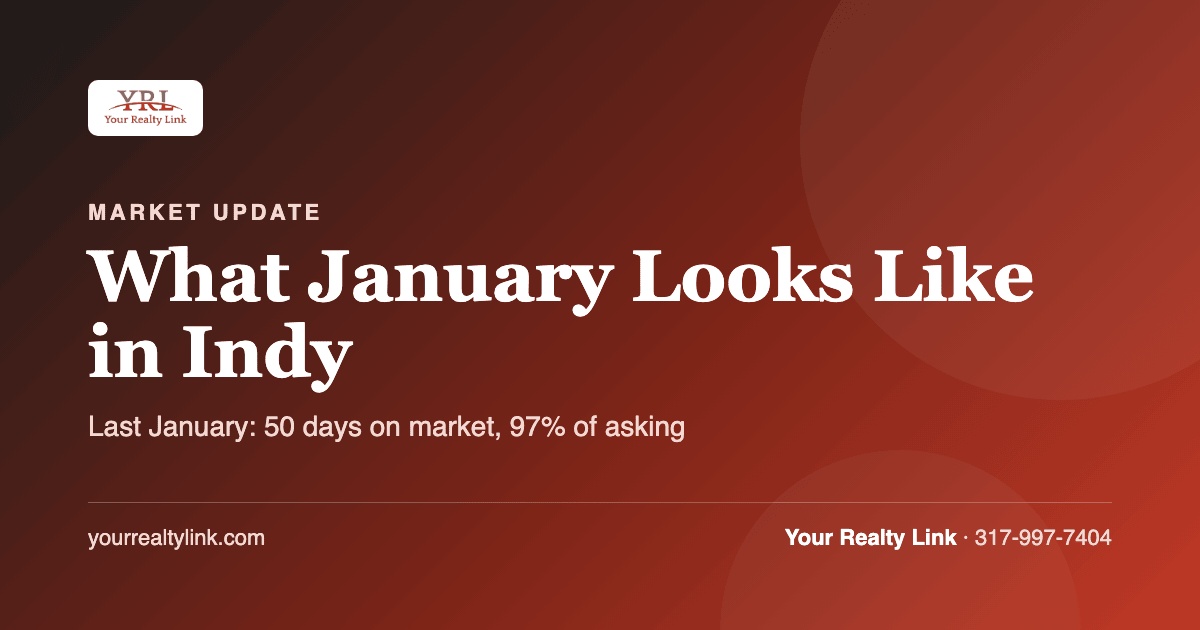 YRL
Your Realty Link
MARKET UPDATE
What January Looks Like
in Indy
Last January: 50 days on market, 97% of asking
yourrealtylink.com
Your Realty Link · 317-997-7404